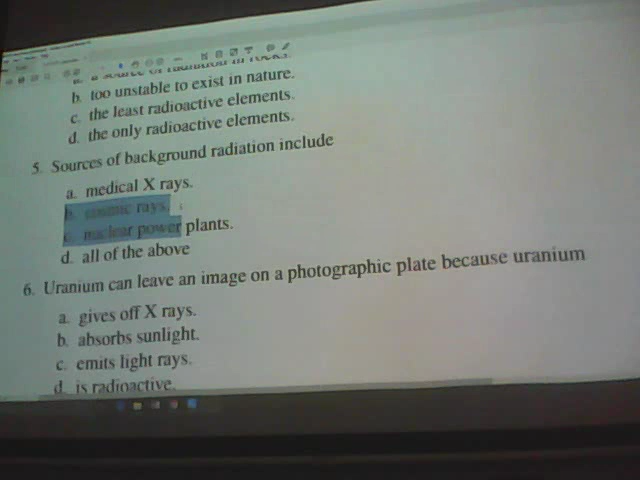 b. too unstable to exist in nature.
c. the least radioactive elements.
d. the only radioactive elements.
5. Sources of background radiation include
a. medical X rays.
b. cosmic rays.
c. nuclear power plants.
d. all of the above
6. Uranium can leave an image on a photographic plate because uranium
a. gives off X rays.
b. absorbs sunlight.
c. emits light rays.
d. is radioactive.